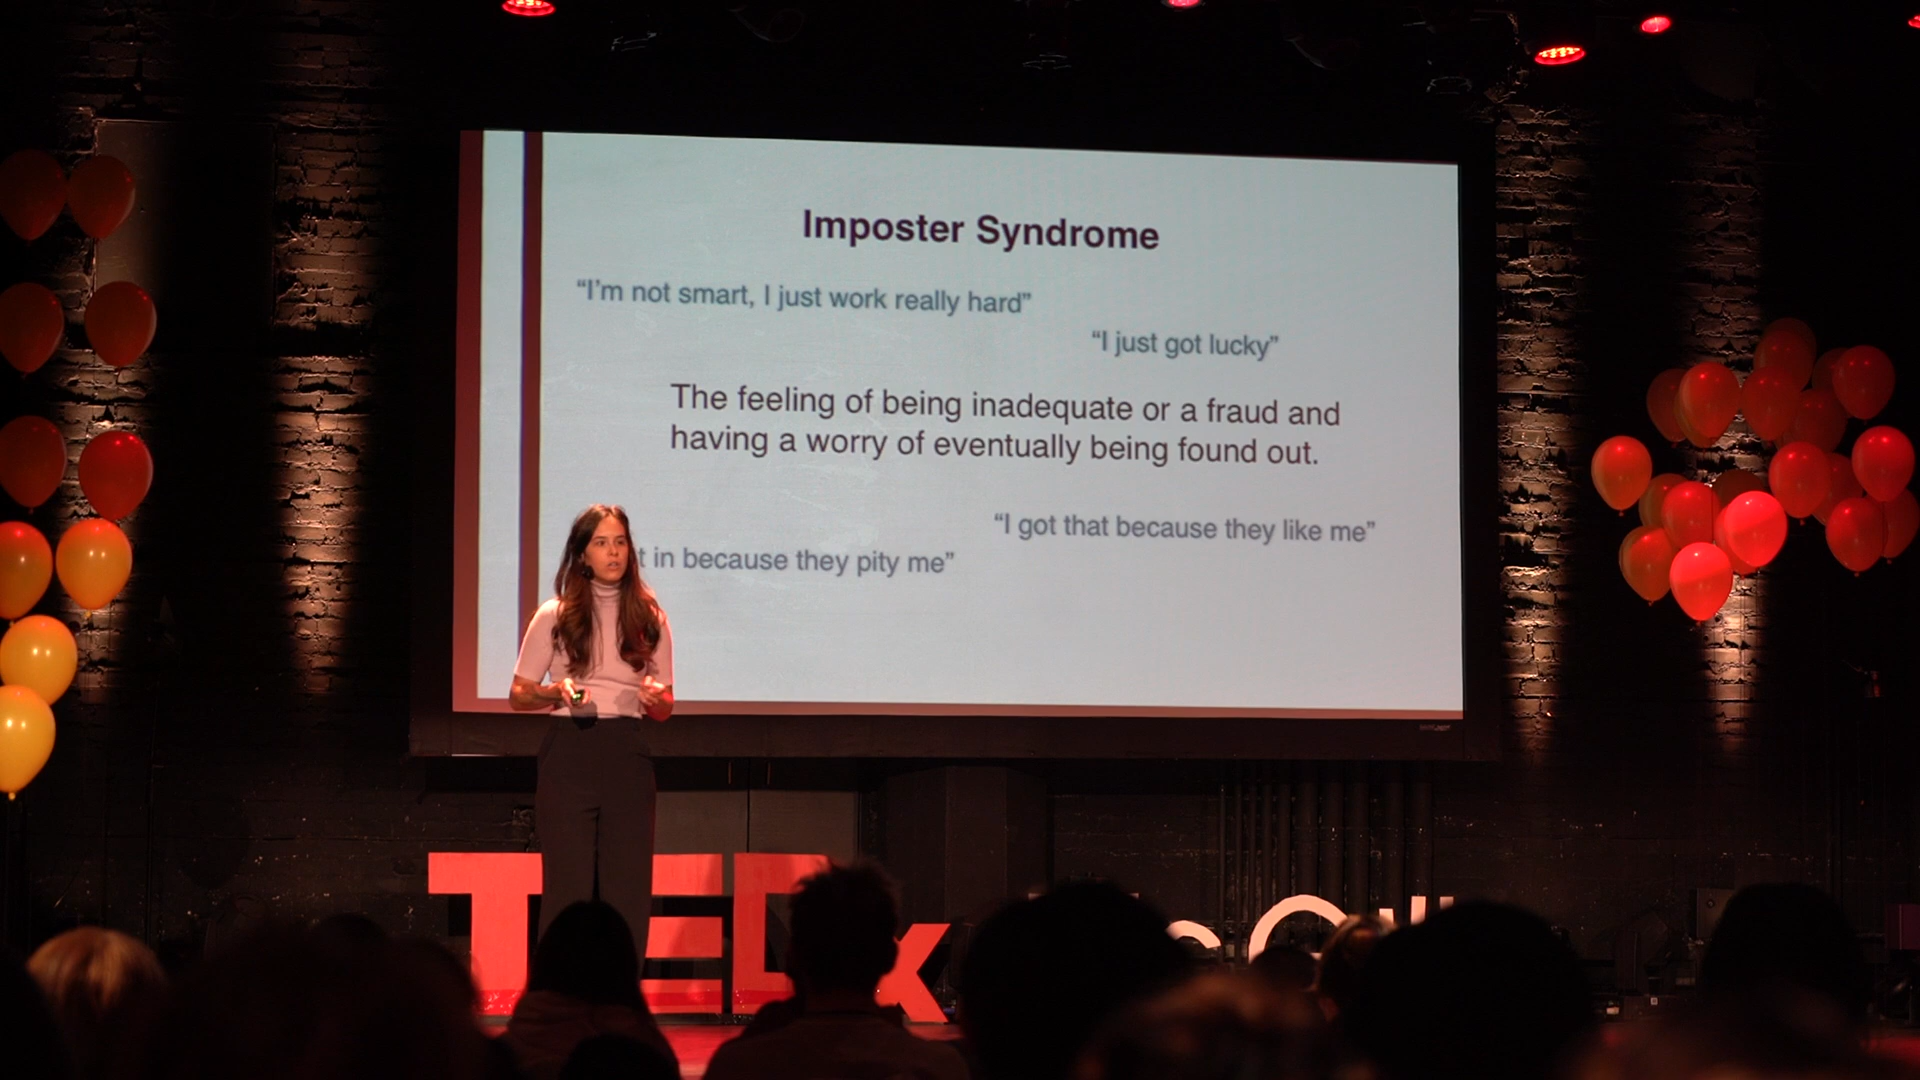 Imposter Syndrome
“I’m not smart, I just work really hard”
“I just got lucky”
The feeling of being inadequate or a fraud and
having a worry of eventually being found out.
“I got that because they like me”
in because they pity me”
TEDx